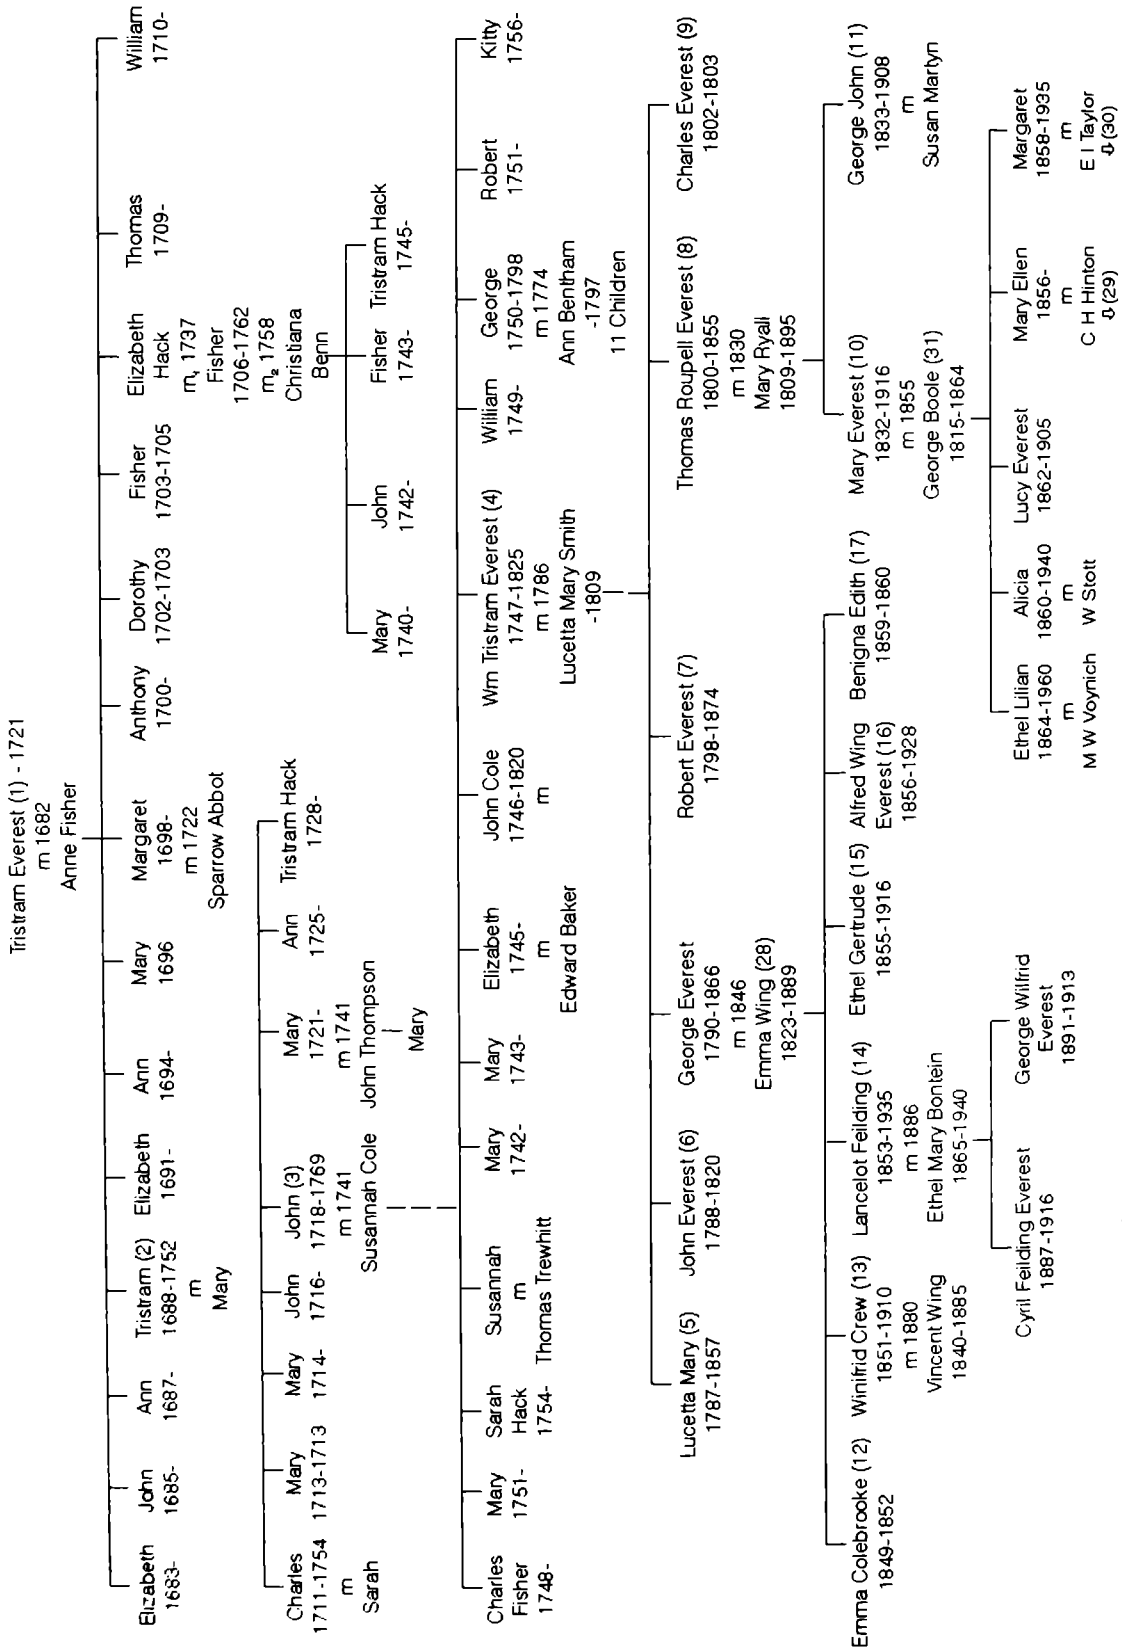 Tristram Everest (1) - 1721
m 1682
Anne Fisher
Elizabeth
1683-
John
1685-
Ann
1687-
Tristram (2)
1688-1752
m
Mary
Elizabeth
1691-
Ann
1694-
Mary
1696
Margaret
1698-
m 1722
Sparrow Abbot
Anthony
1700-
Dorothy
1702-1703
Fisher
1703-1705
Elizabeth
Hack
m₁ 1737
Fisher
1706-1762
m₂ 1758
Christiana
Benn
Thomas
1709-
William
1710-
Charles
1711-1754
m
Sarah
Mary
1713-1713
Mary
1714-
John
1716-
John (3)
1718-1769
m 1741
Susannah Cole
Mary
1721-
m 1741
John Thompson
Mary
Ann
1725-
Tristram Hack
1728-
Mary
1740-
John
1742-
Fisher
1743-
Tristram Hack
1745-
Charles
Fisher
1748-
Mary
1751-
Sarah
Hack
1754-
Susannah
m
Thomas Trewhitt
Mary
1742-
Mary
1743-
Elizabeth
1745-
m
Edward Baker
John Cole
1746-1820
m
Wm Tristram Everest (4)
1747-1825
m 1786
Lucetta Mary Smith
-1809
William
1749-
George
1750-1798
m 1774
Ann Bentham
-1797
11 Children
Robert
1751-
Kitty
1756-
Lucetta Mary (5)
1787-1857
John Everest (6)
1788-1820
George Everest
1790-1866
m 1846
Emma Wing (28)
1823-1889
Robert Everest (7)
1798-1874
Thomas Roupell Everest (8)
1800-1855
m 1830
Mary Ryall
1809-1895
Charles Everest (9)
1802-1803
Emma Colebrooke (12)
1849-1852
Winifrid Crew (13)
1851-1910
m 1880
Vincent Wing
1840-1885
Lancelot Feilding (14)
1853-1935
m 1886
Ethel Mary Bontein
1865-1940
Ethel Gertrude (15)
1855-1916
Alfred Wing
Everest (16)
1856-1928
Benigna Edith (17)
1859-1860
Mary Everest (10)
1832-1916
m 1855
George Boole (31)
1815-1864
George John (11)
1833-1908
m
Susan Martyn
Cyril Feilding Everest
1887-1916
George Wilfrid
Everest
1891-1913
Ethel Lilian
1864-1960
m
M W Voynich
Alicia
1860-1940
m
W Stott
Lucy Everest
1862-1905
Mary Ellen
1856-
m
C H Hinton
⇩(29)
Margaret
1858-1935
m
E I Taylor
⇩(30)